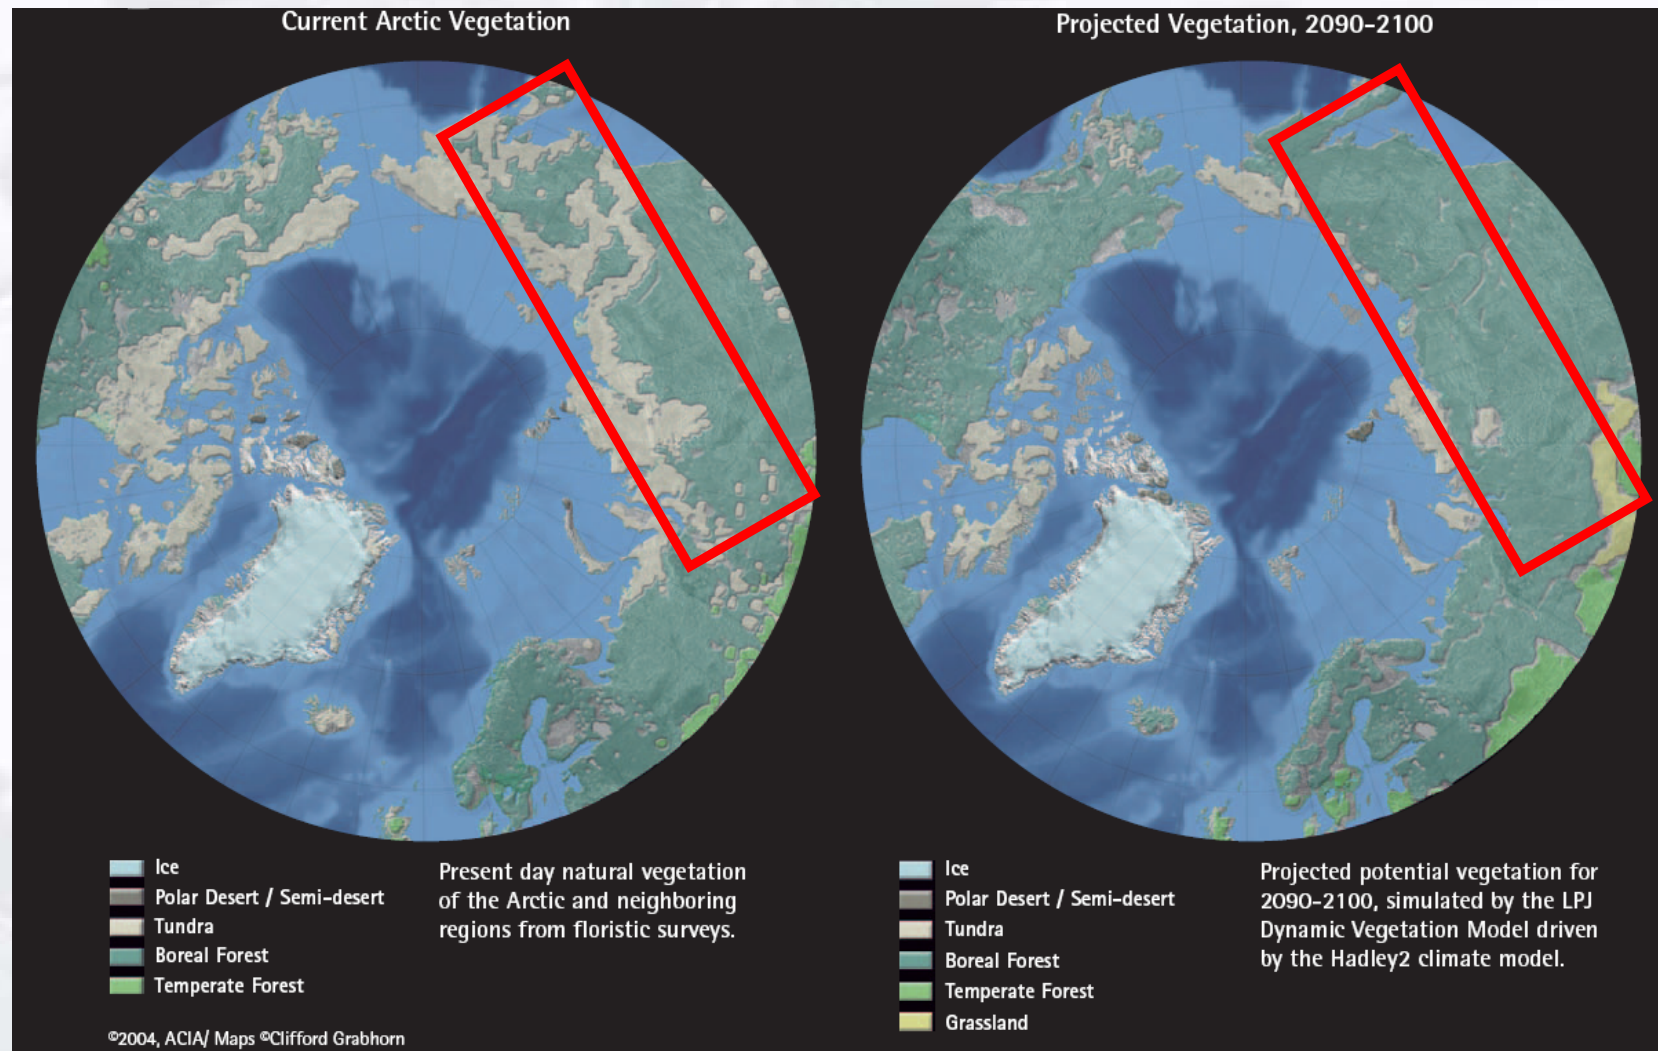 Current Arctic Vegetation
Ice
Polar Desert / Semi-desert
Tundra
Boreal Forest
Temperate Forest
Present day natural vegetation
of the Arctic and neighboring
regions from floristic surveys.
©2004, ACIA/ Maps ©Clifford Grabhorn
Projected Vegetation, 2090-2100
Ice
Polar Desert / Semi-desert
Tundra
Boreal Forest
Temperate Forest
Grassland
Projected potential vegetation for
2090-2100, simulated by the LPJ
Dynamic Vegetation Model driven
by the Hadley2 climate model.